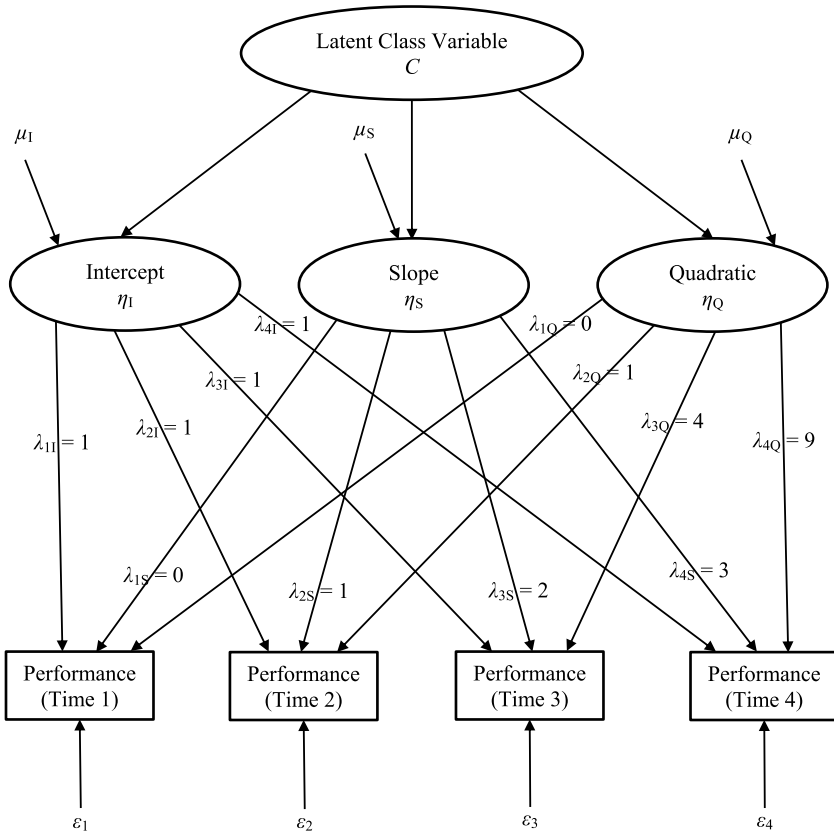 Latent Class Variable
C
μI
μS
μQ
Intercept
ηI
Slope
ηS
Quadratic
ηQ
λ4I = 1
λ1Q = 0
λ3I = 1
λ2Q = 1
λ1I = 1
λ2I = 1
λ3Q = 4
λ4Q = 9
λ1S = 0
λ2S = 1
λ3S = 2
λ4S = 3
Performance
(Time 1)
Performance
(Time 2)
Performance
(Time 3)
Performance
(Time 4)
ε1
ε2
ε3
ε4